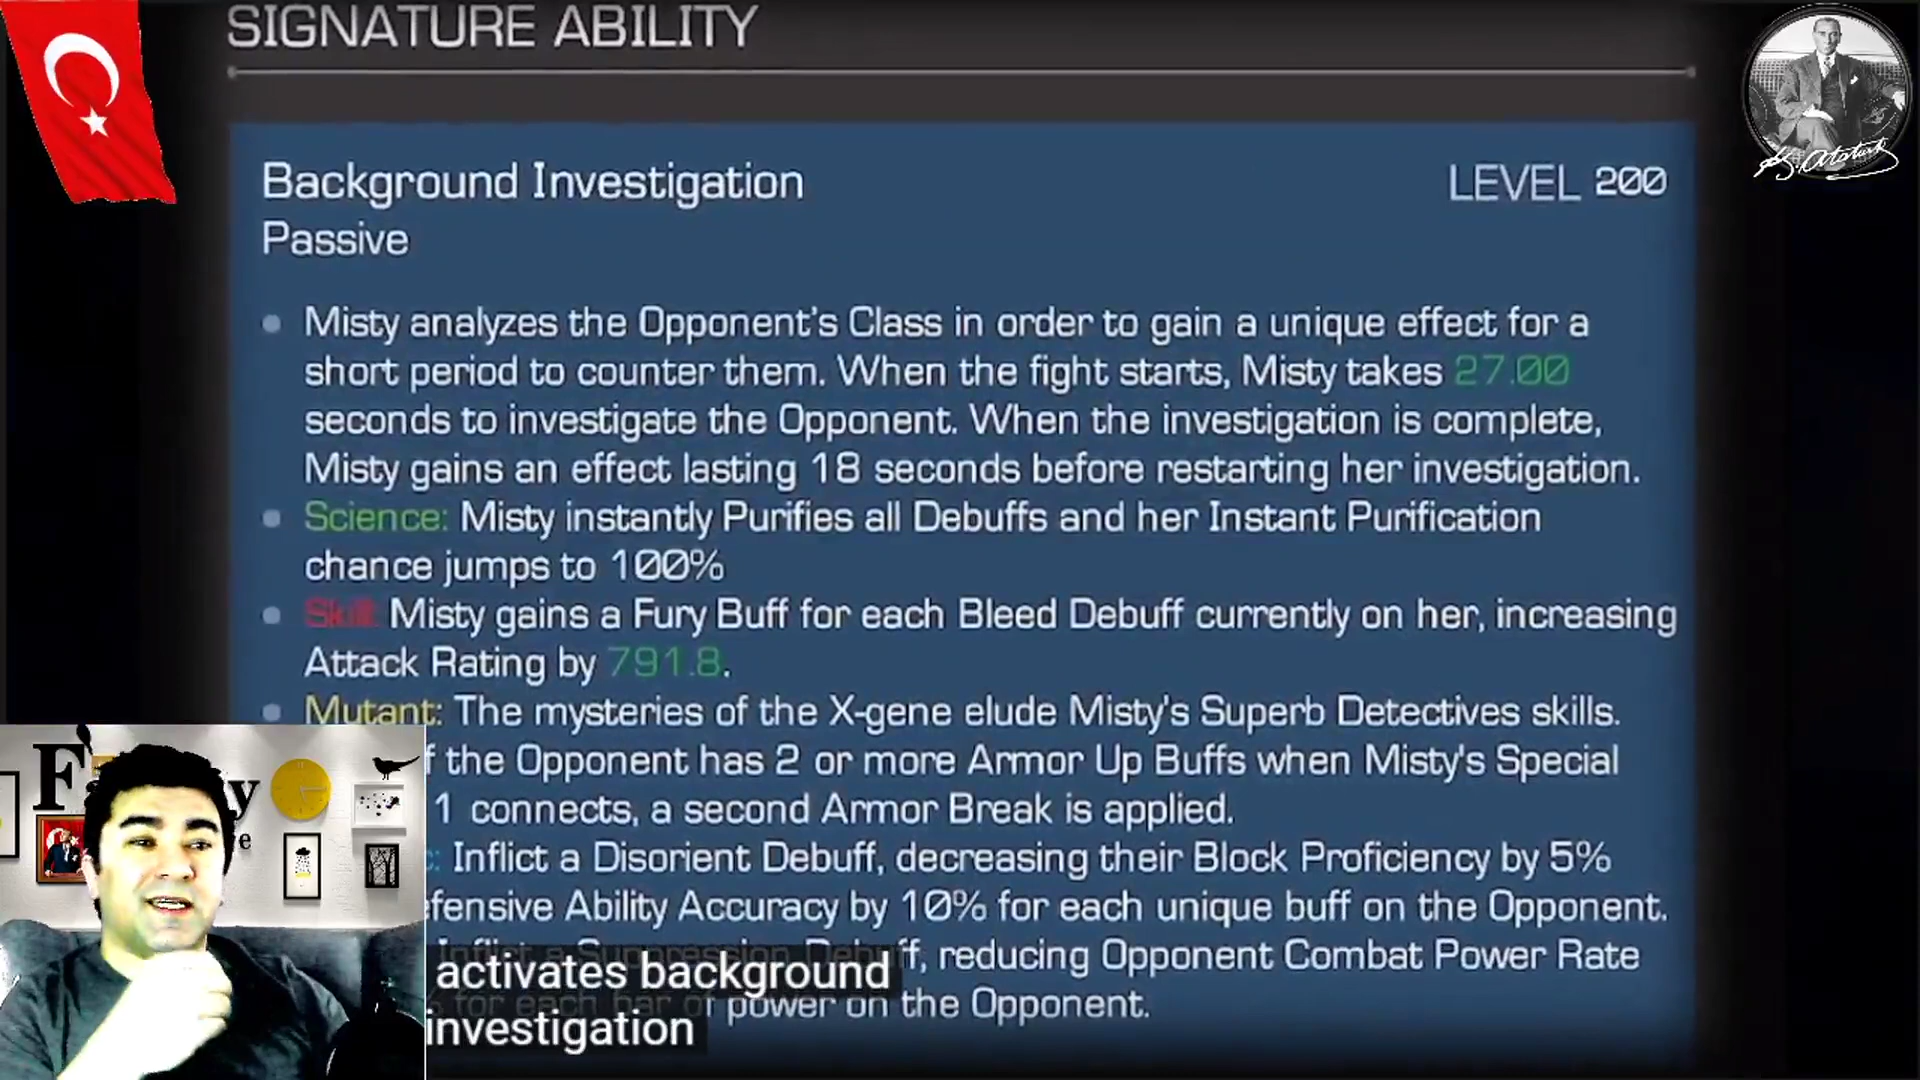 SIGNATURE ABILITY
Background Investigation
LEVEL 200
Passive
Misty analyzes the Opponent's Class in order to gain a unique effect for a
short period to counter them. When the fight starts, Misty takes 27.00
seconds to investigate the Opponent. When the investigation is complete,
Misty gains an effect lasting 18 seconds before restarting her investigation.
Science: Misty instantly Purifies all Debuffs and her Instant Purification
chance jumps to 100%
Skill: Misty gains a Fury Buff for each Bleed Debuff currently on her, increasing
Attack Rating by 791.8.
Mutant: The mysteries of the X-gene elude Misty's Superb Detectives skills.
f the Opponent has 2 or more Armor Up Buffs when Misty's Special
1 connects, a second Armor Break is applied.
: Inflict a Disorient Debuff, decreasing their Block Proficiency by 5%
fensive Ability Accuracy by 10% for each unique buff on the Opponent.
Inflict a Suppression Debuff, reducing Opponent Combat Power Rate
for each bar of power on the Opponent.
activates background
investigation